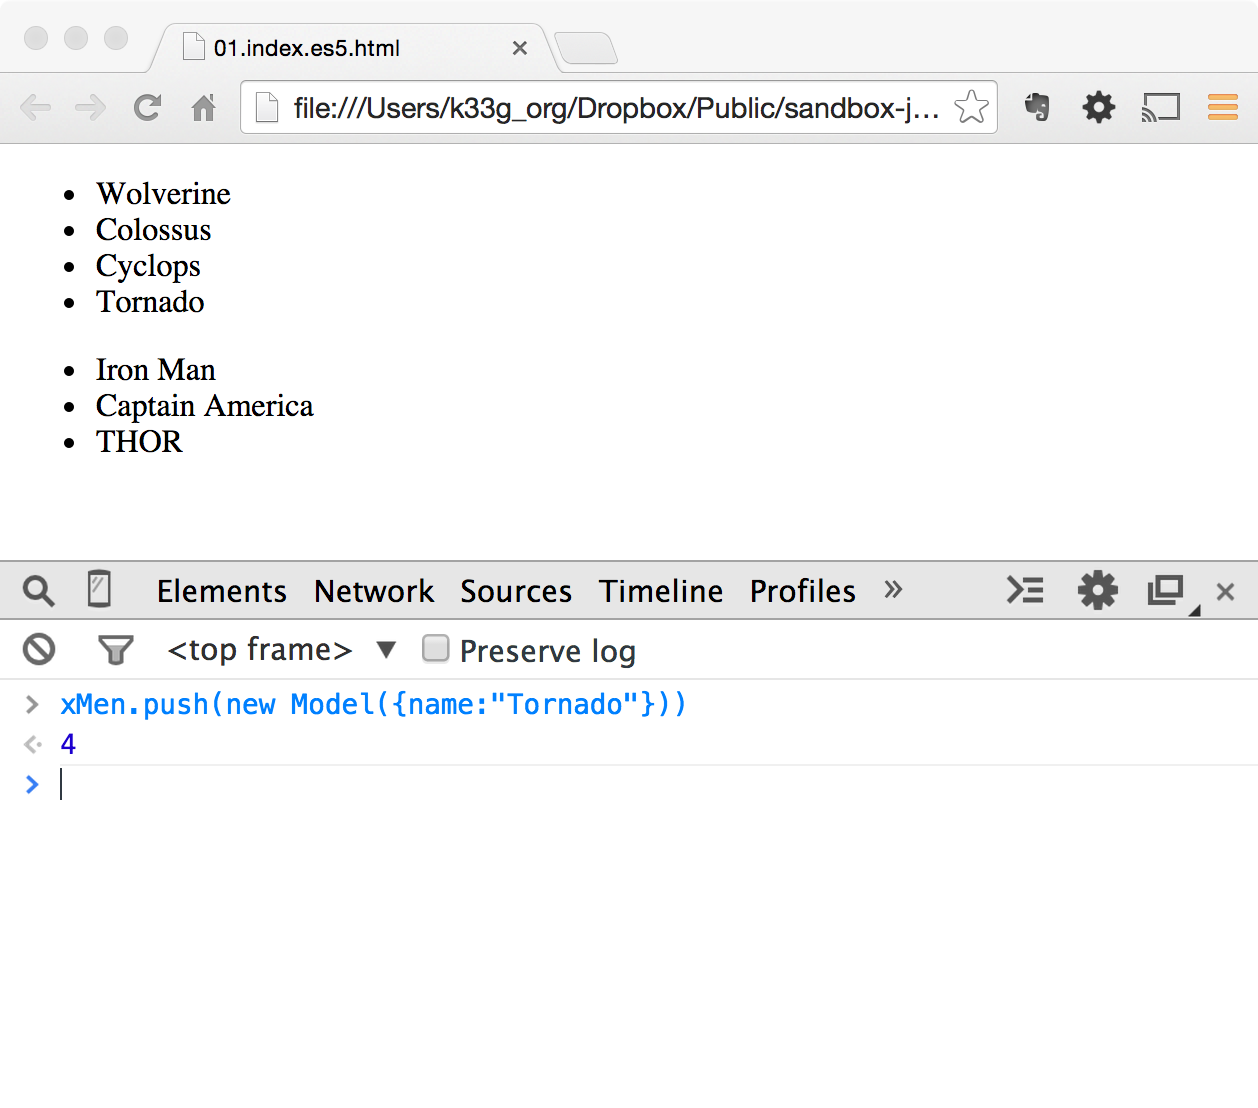 01.index.es5.html
file:///Users/k33g_org/Dropbox/Public/sandbox-j...
Wolverine
Colossus
Cyclops
Tornado
Iron Man
Captain America
THOR
Elements Network Sources Timeline Profiles »
<top frame> ▼ Preserve log
> xMen.push(new Model({name:"Tornado"}))
4
>